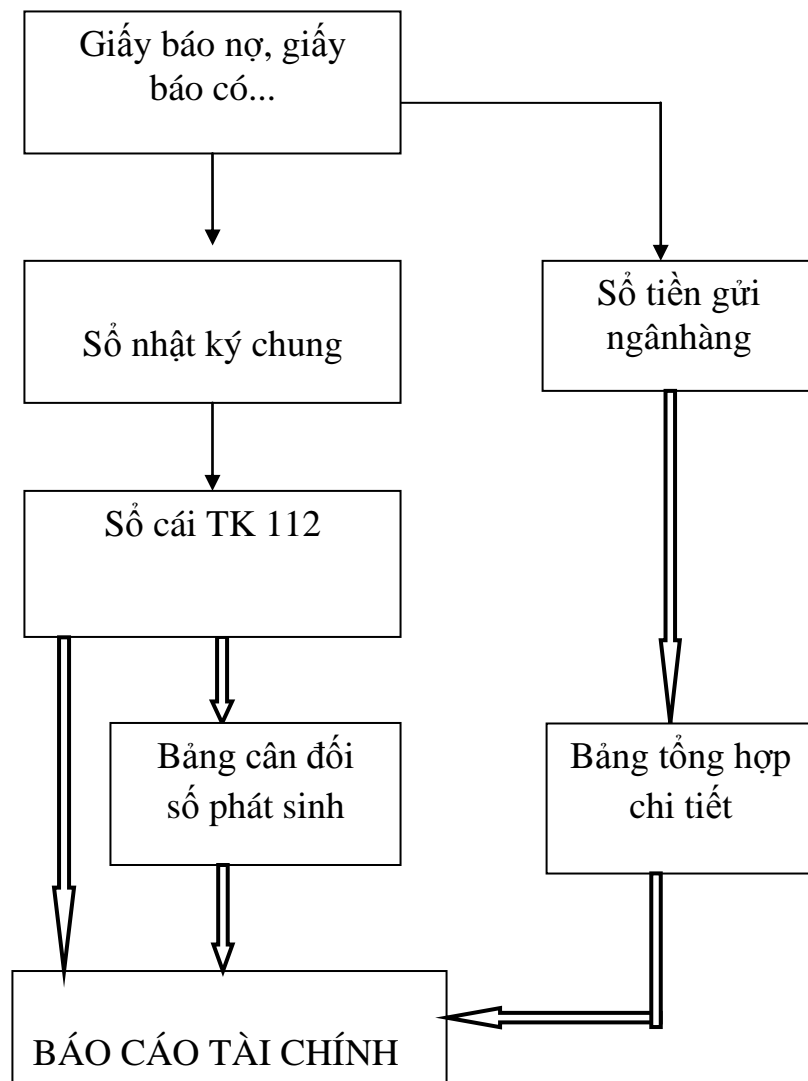 Giấy báo nợ, giấy
báo có...
Sổ nhật ký chung
Sổ tiền gửi
ngânhàng
Sổ cái TK 112
Bảng cân đối
số phát sinh
Bảng tổng hợp
chi tiết
BÁO CÁO TÀI CHÍNH